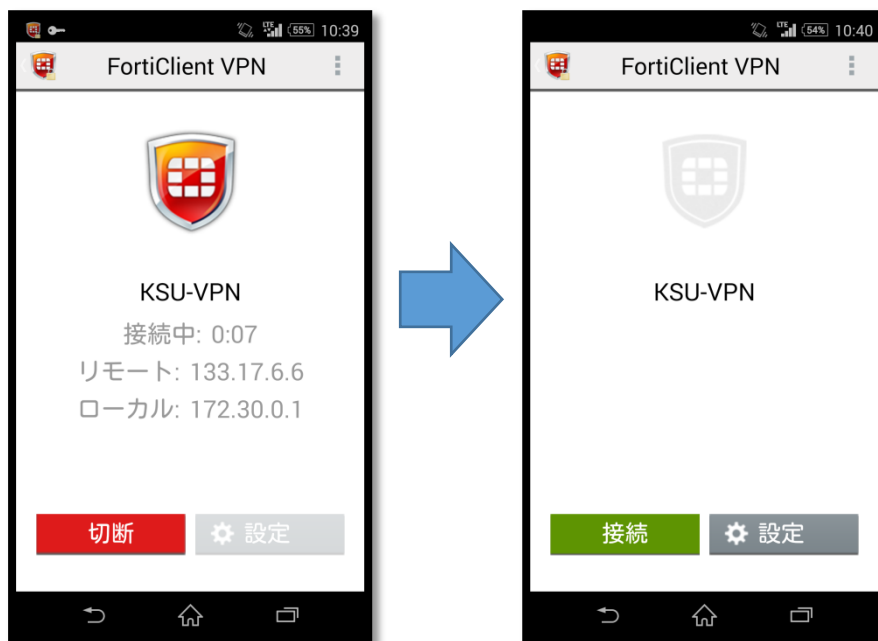 LTE 55% 10:39
FortiClient VPN
KSU-VPN
接続中: 0:07
リモート: 133.17.6.6
ローカル: 172.30.0.1
切断 設定
LTE 54% 10:40
FortiClient VPN
KSU-VPN
接続 設定